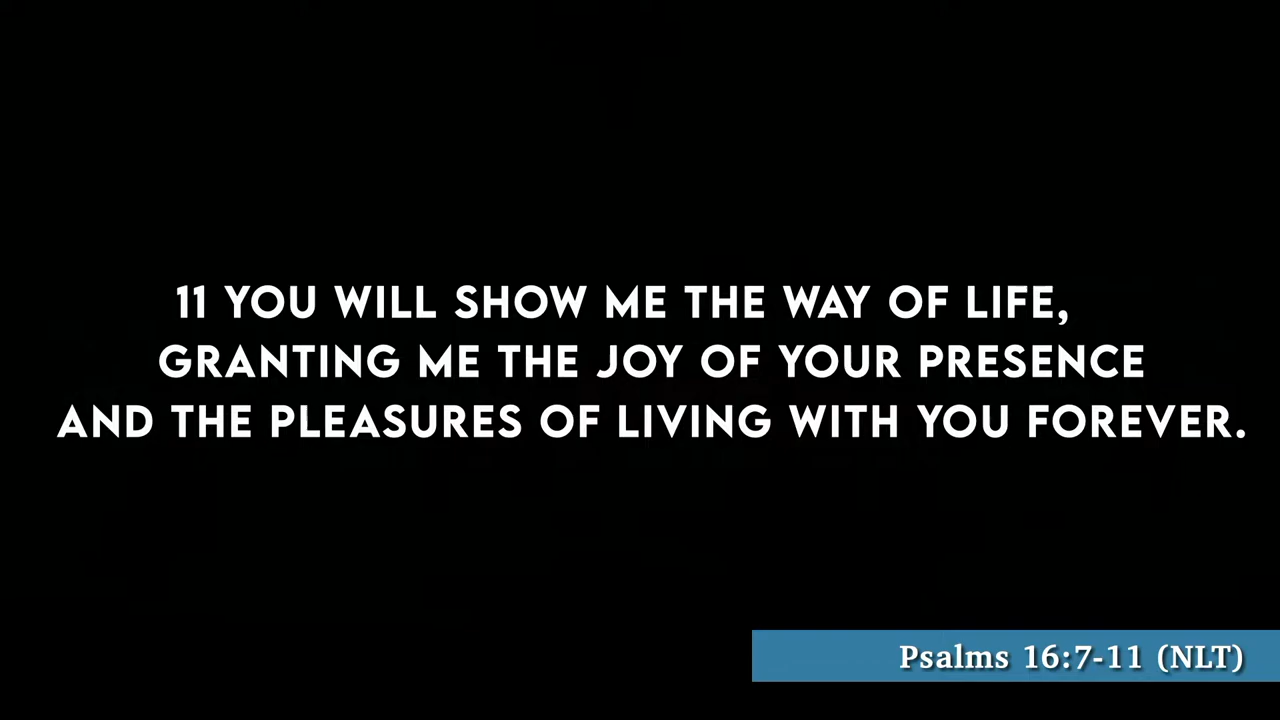 11 YOU WILL SHOW ME THE WAY OF LIFE,
GRANTING ME THE JOY OF YOUR PRESENCE
AND THE PLEASURES OF LIVING WITH YOU FOREVER.
Psalms 16:7-11 (NLT)